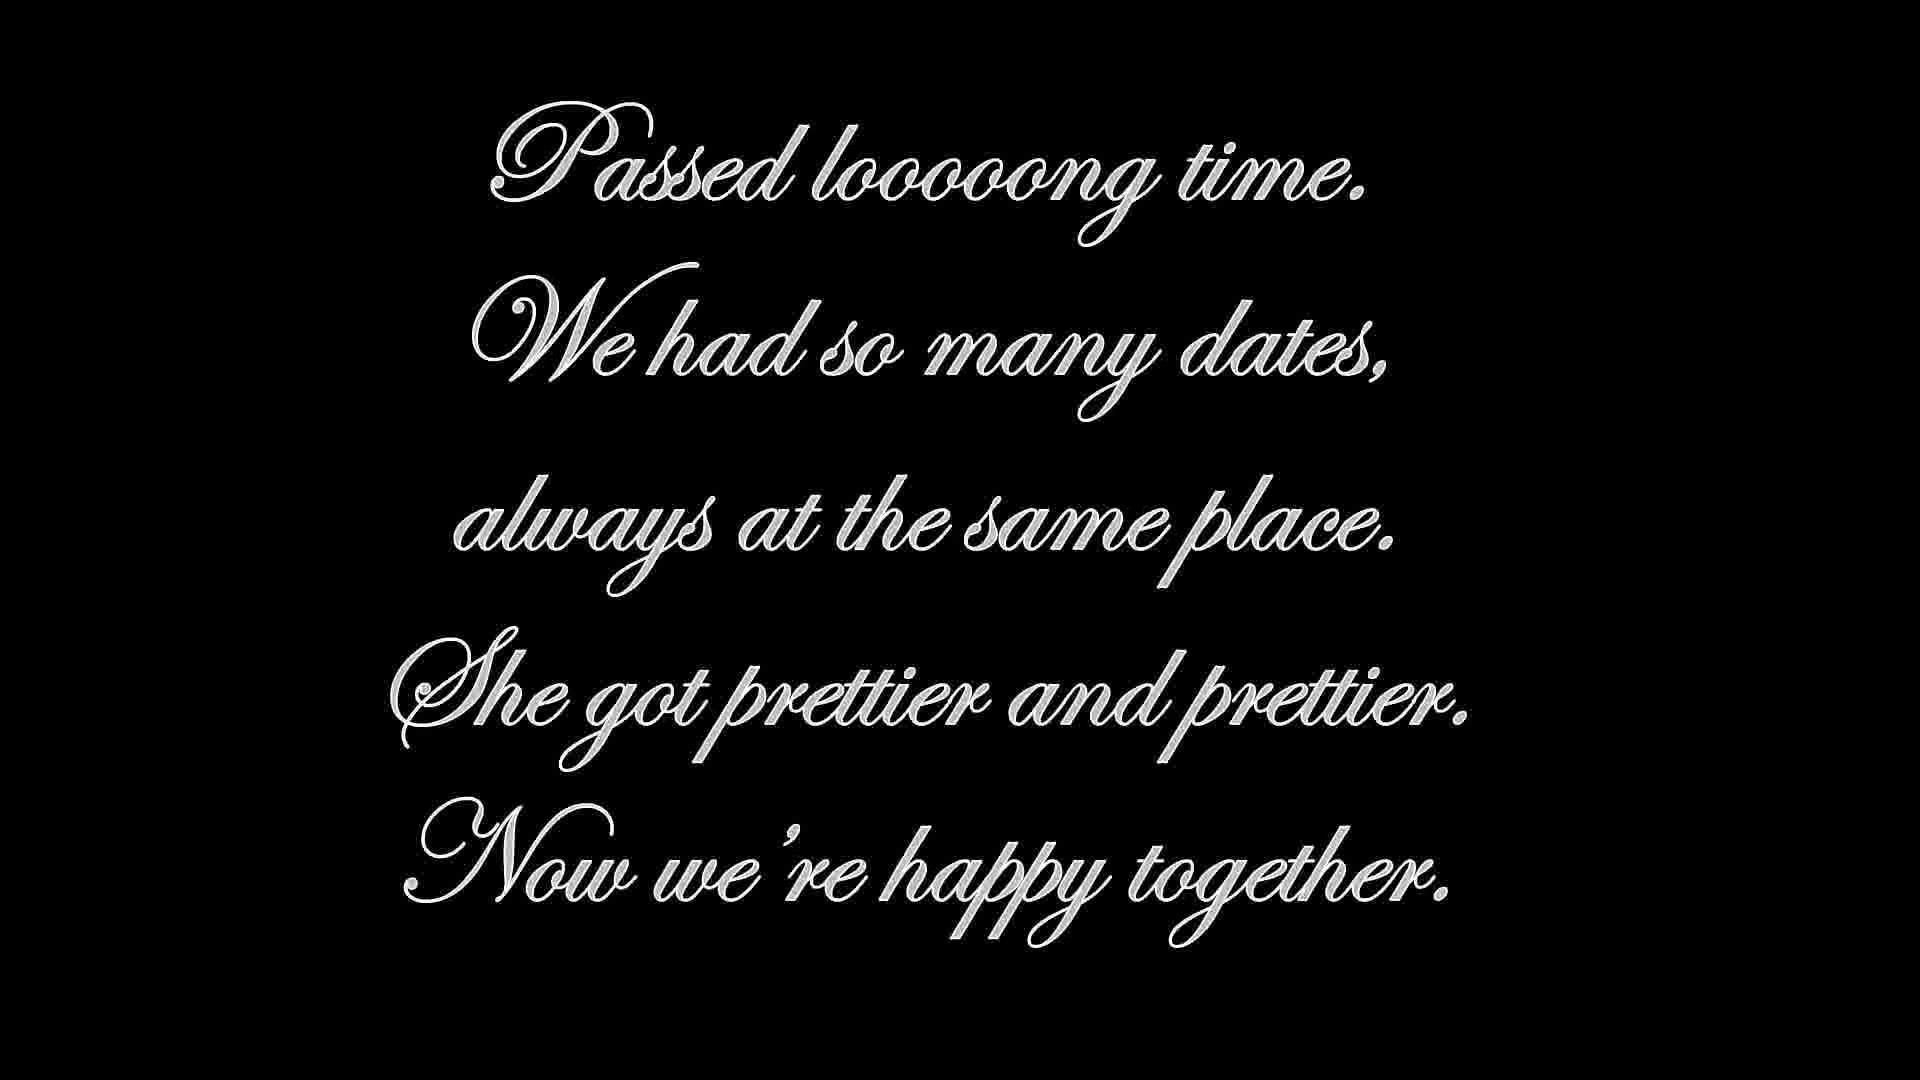 Passed looooong time.
We had so many dates,
always at the same place.
She got prettier and prettier.
Now we're happy together.